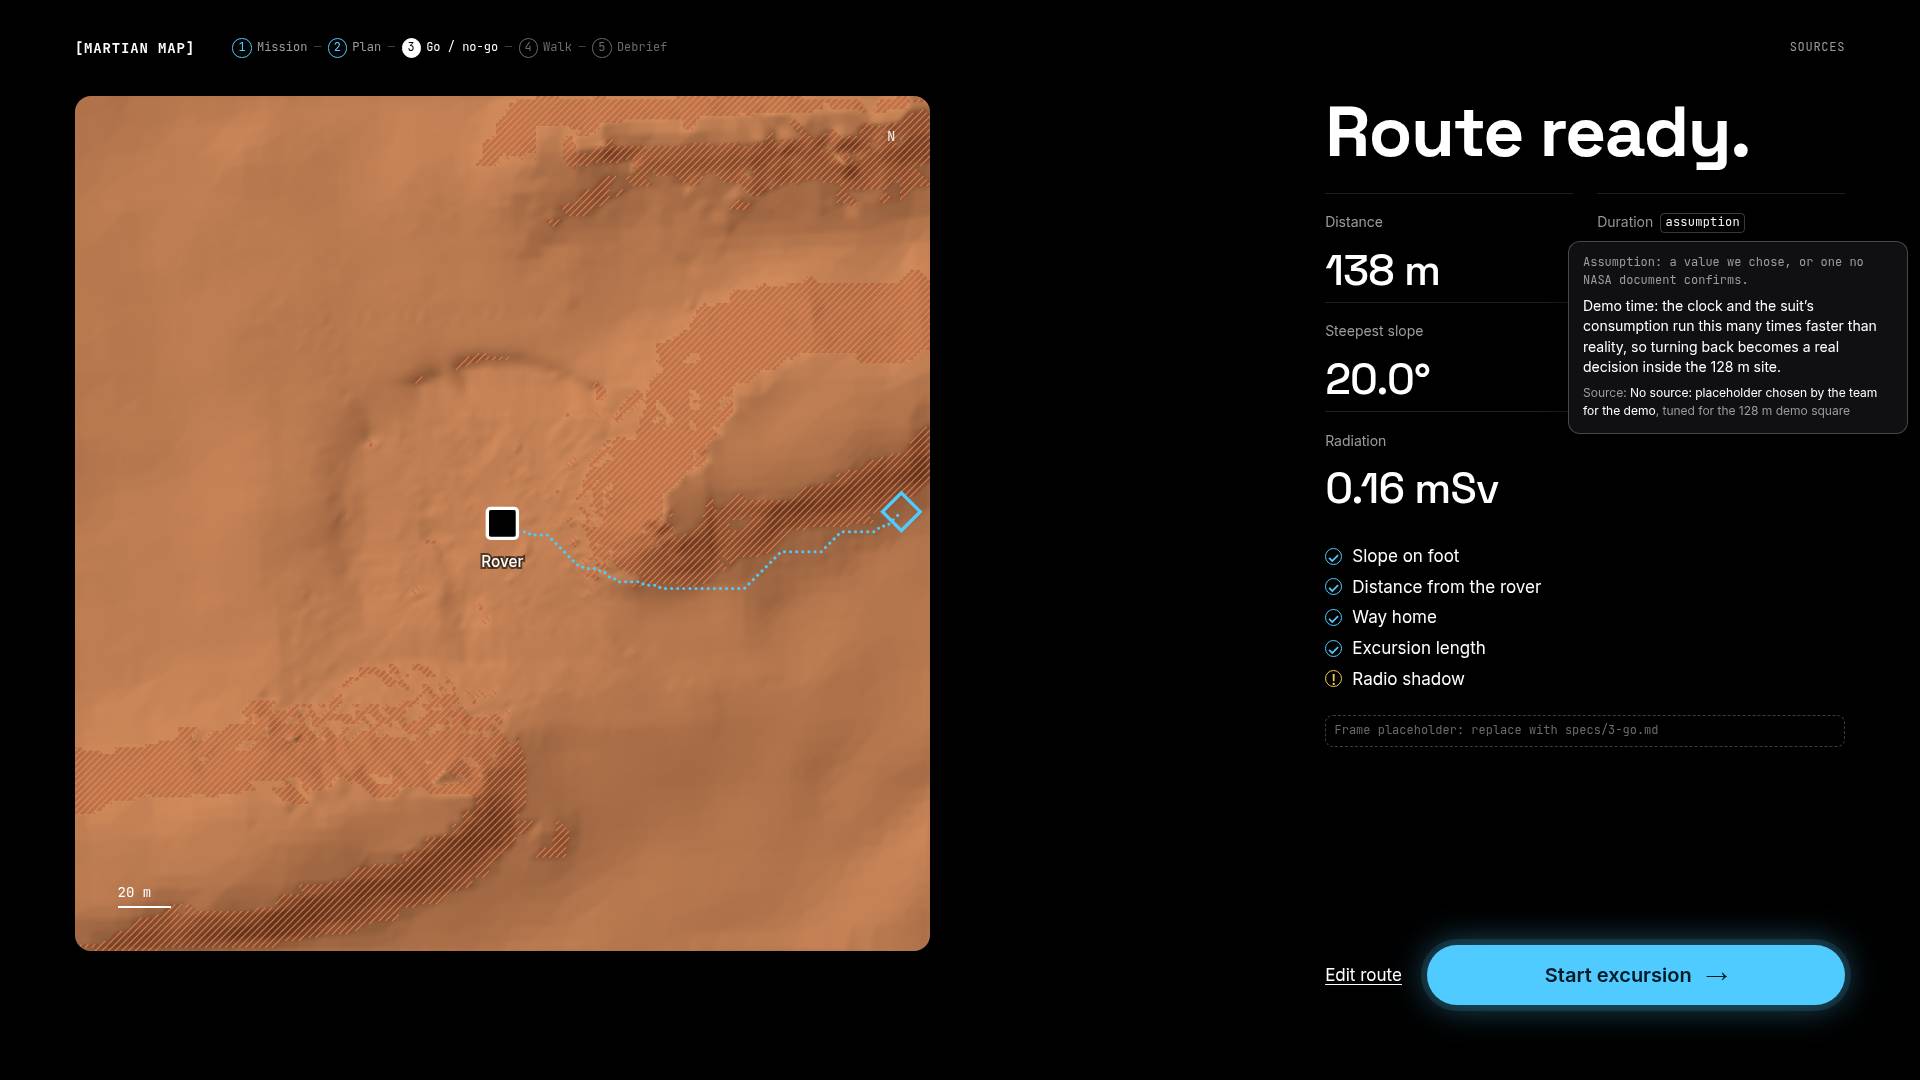 [MARTIAN MAP]
1 Mission — 2 Plan — 3 Go / no-go — 4 Walk — 5 Debrief
SOURCES
N
Rover
20 m
Route ready.
Distance
138 m
Duration assumption
Assumption: a value we chose, or one no
NASA document confirms.
Demo time: the clock and the suit’s
consumption run this many times faster than
reality, so turning back becomes a real
decision inside the 128 m site.
Source: No source: placeholder chosen by the team
for the demo, tuned for the 128 m demo square
Steepest slope
20.0°
Radiation
0.16 mSv
Slope on foot
Distance from the rover
Way home
Excursion length
Radio shadow
Frame placeholder: replace with specs/3-go.md
Edit route
Start excursion →